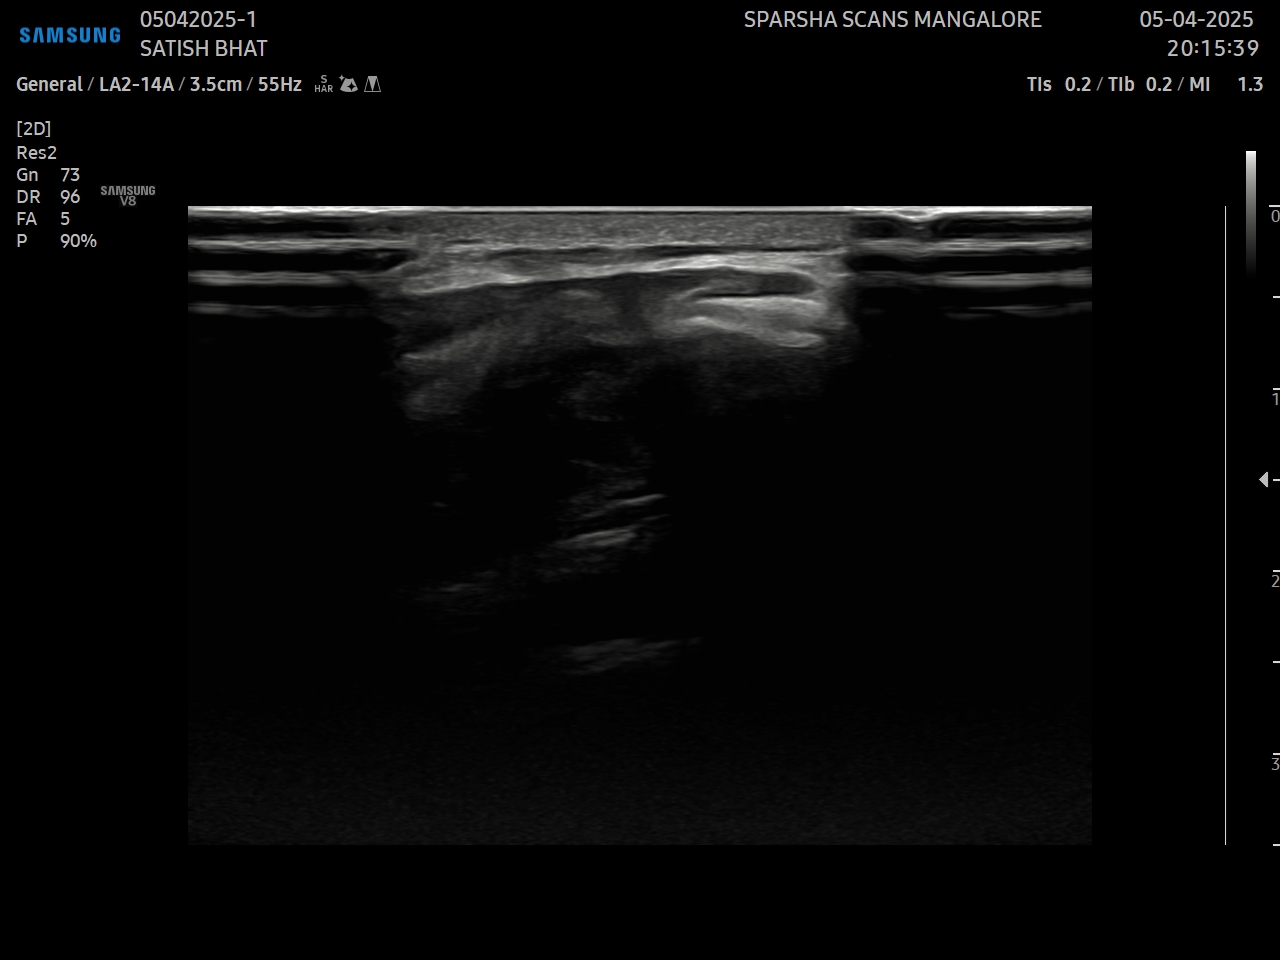 SAMSUNG
05042025-1
SATISH BHAT
SPARSHA SCANS MANGALORE
05-04-2025
20:15:39
General / LA2-14A / 3.5cm / 55Hz S HAR
TIs 0.2 / TIb 0.2 / MI 1.3
[2D]
Res2
Gn 73
DR 96
FA 5
P 90%
SAMSUNG
V8
0
1
2
3